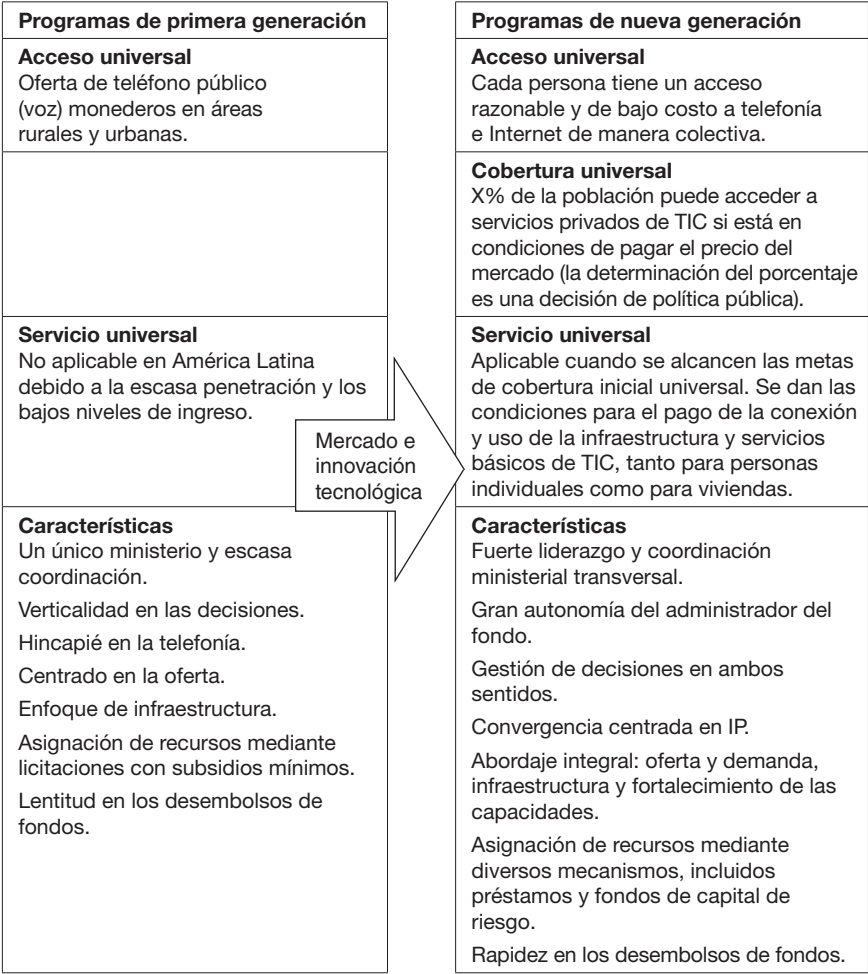 Programas de primera generación
Acceso universal
Oferta de teléfono público
(voz) monederos en áreas
rurales y urbanas.
Servicio universal
No aplicable en América Latina
debido a la escasa penetración y los
bajos niveles de ingreso.
Características
Un único ministerio y escasa
coordinación.
Verticalidad en las decisiones.
Hincapié en la telefonía.
Centrado en la oferta.
Enfoque de infraestructura.
Asignación de recursos mediante
licitaciones con subsidios mínimos.
Lentitud en los desembolsos de
fondos.
Mercado e
innovación
tecnológica
Programas de nueva generación
Acceso universal
Cada persona tiene un acceso
razonable y de bajo costo a telefonía
e Internet de manera colectiva.
Cobertura universal
X% de la población puede acceder a
servicios privados de TIC si está en
condiciones de pagar el precio del
mercado (la determinación del porcentaje
es una decisión de política pública).
Servicio universal
Aplicable cuando se alcancen las metas
de cobertura inicial universal. Se dan las
condiciones para el pago de la conexión
y uso de la infraestructura y servicios
básicos de TIC, tanto para personas
individuales como para viviendas.
Características
Fuerte liderazgo y coordinación
ministerial transversal.
Gran autonomía del administrador del
fondo.
Gestión de decisiones en ambos
sentidos.
Convergencia centrada en IP.
Abordaje integral: oferta y demanda,
infraestructura y fortalecimiento de las
capacidades.
Asignación de recursos mediante
diversos mecanismos, incluidos
préstamos y fondos de capital de
riesgo.
Rapidez en los desembolsos de fondos.